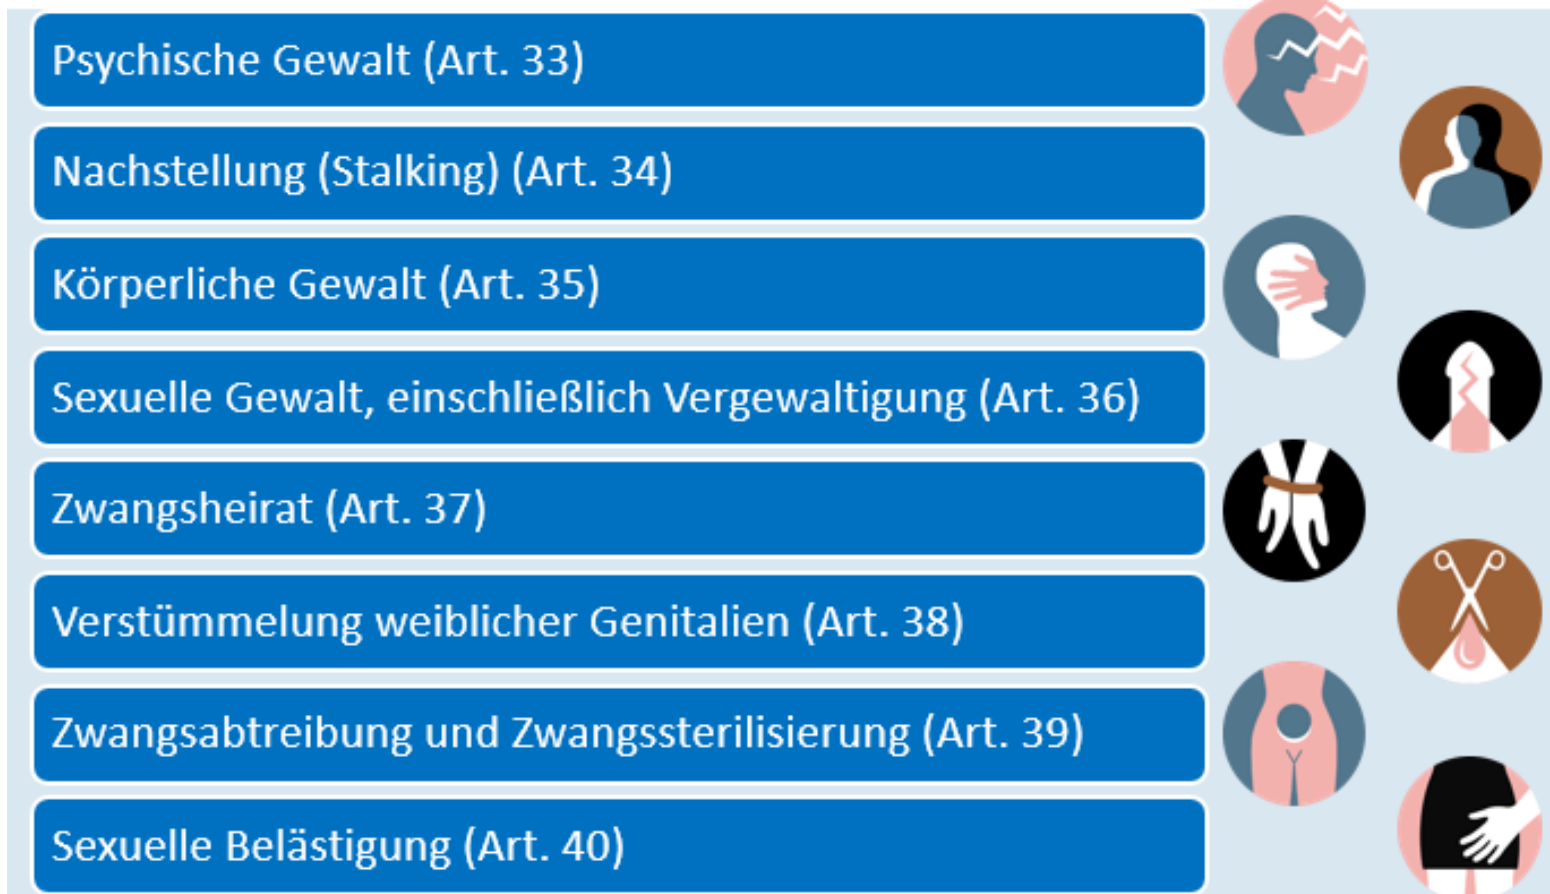 Psychische Gewalt (Art. 33)
Nachstellung (Stalking) (Art. 34)
Körperliche Gewalt (Art. 35)
Sexuelle Gewalt, einschließlich Vergewaltigung (Art. 36)
Zwangsheirat (Art. 37)
Verstümmelung weiblicher Genitalien (Art. 38)
Zwangsabtreibung und Zwangssterilisierung (Art. 39)
Sexuelle Belästigung (Art. 40)